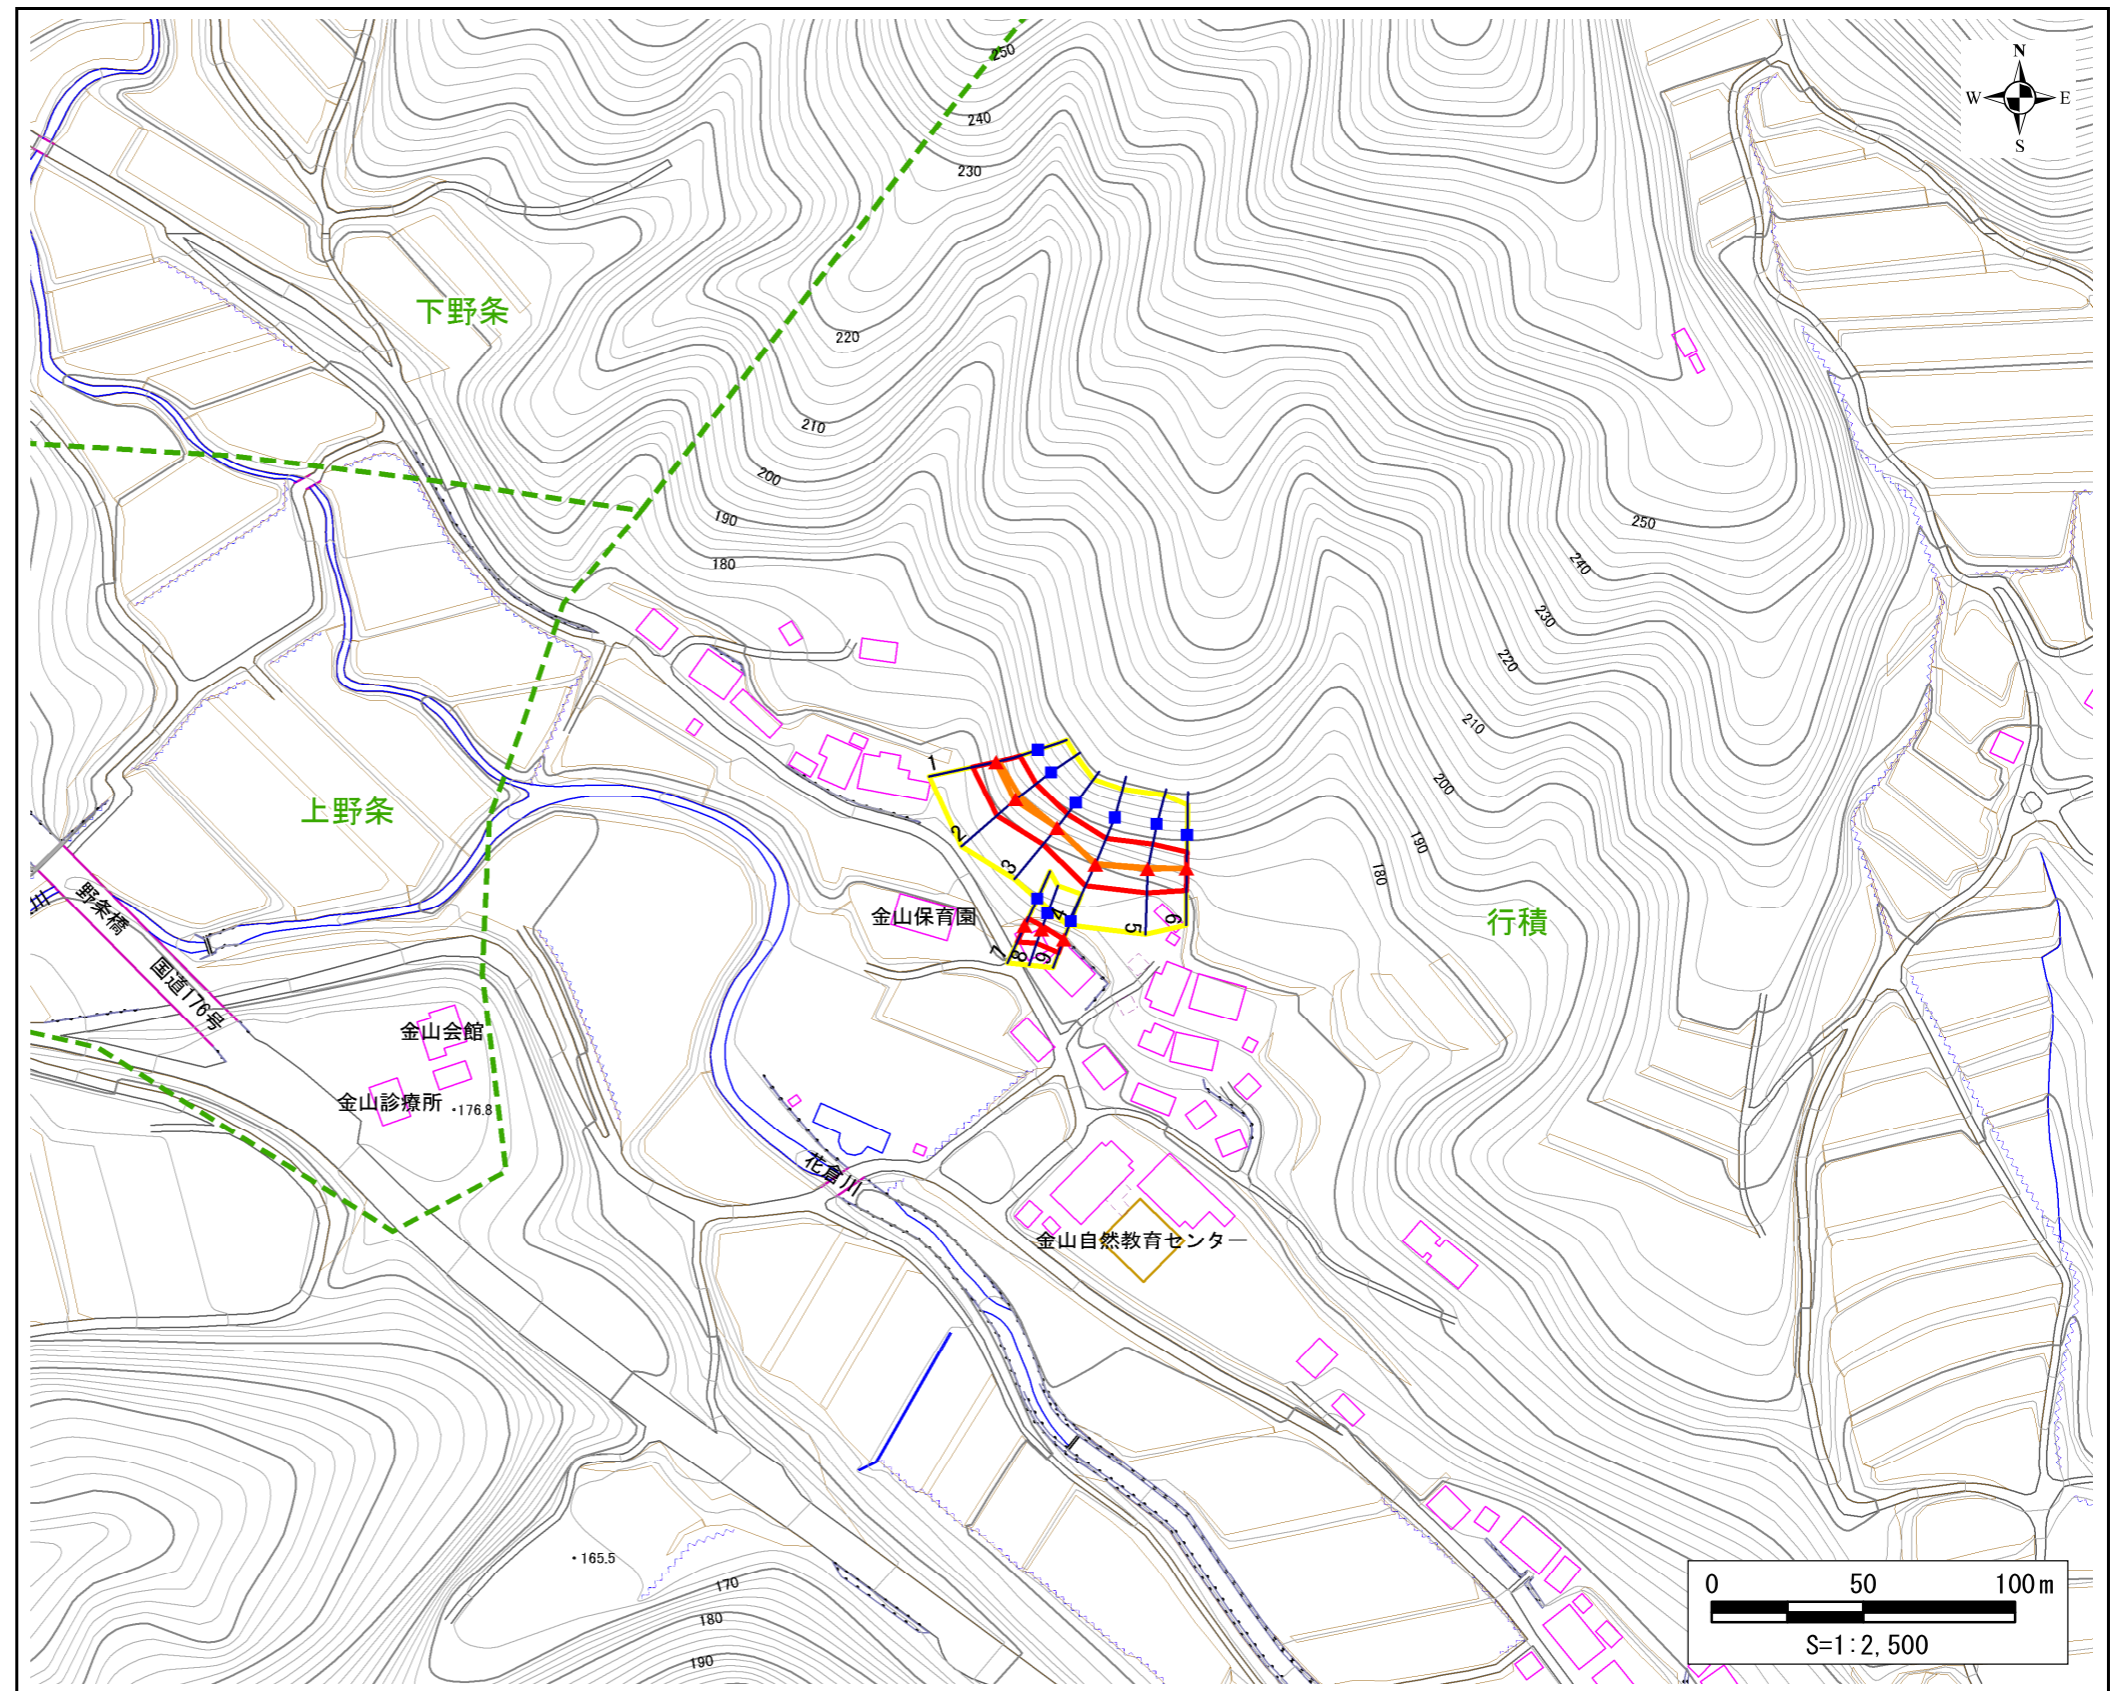 250
N
W E
S
240
230
下野条
220
210
200
190
180
250
240
230
220
210
200
190
180
1
2
3
4
5
6
7
8
9
上野条
行積
野条橋
国道176号
金山保育園
金山会館
金山診療所
・176.8
花倉川
金山自然教育センター
・165.5
170
180
190
0 50 100m
S=1:2,500